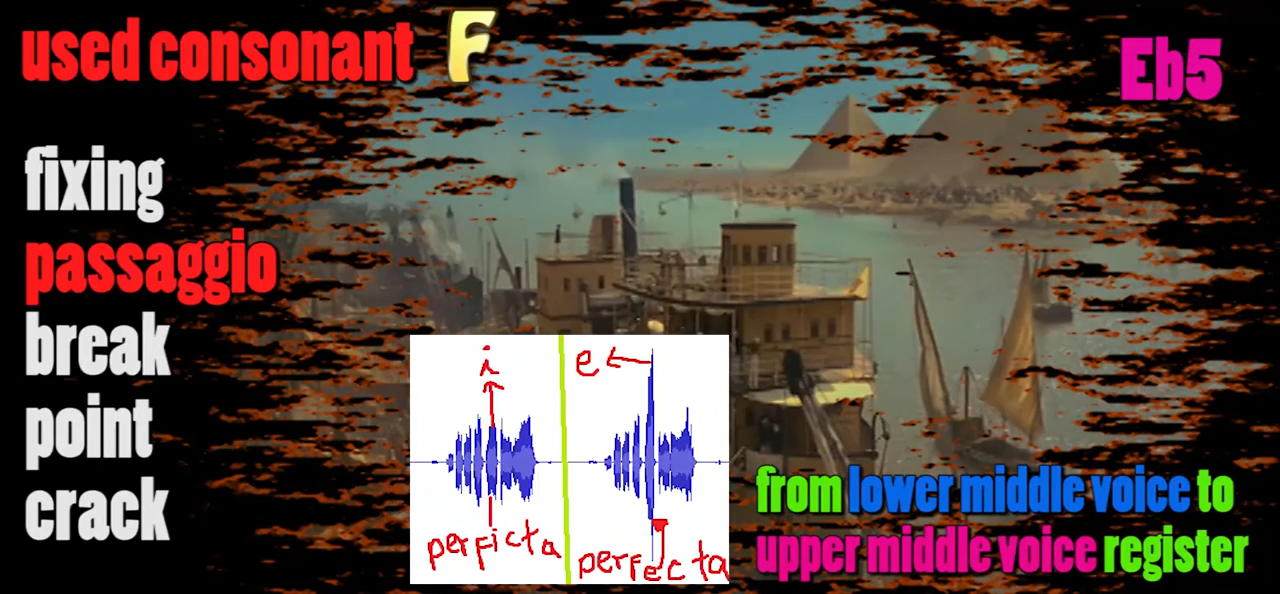 used consonant F
Eb5
fixing
passaggio
break
point
crack
i
e
perficta
perfecta
from lower middle voice to
upper middle voice register